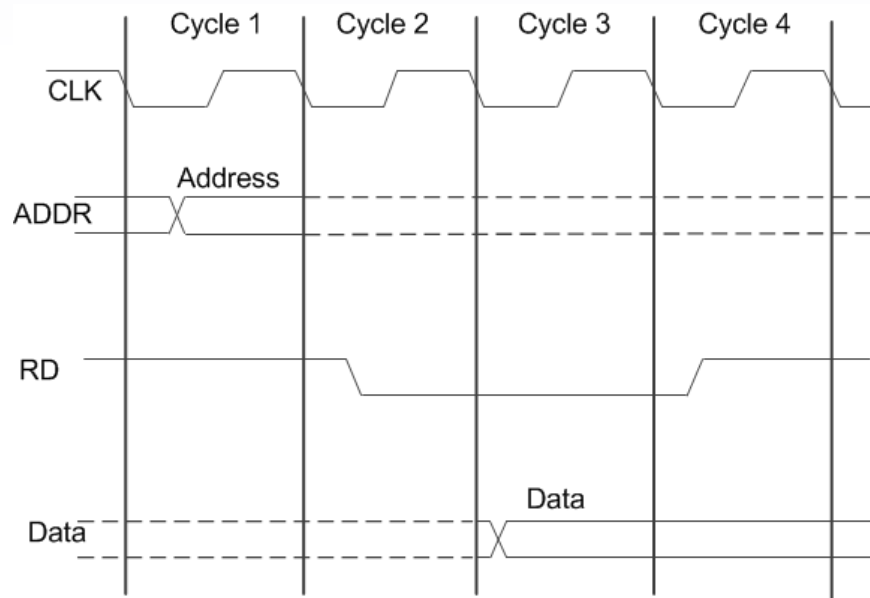 Cycle 1 Cycle 2 Cycle 3 Cycle 4
CLK
Address
ADDR
RD
Data
Data